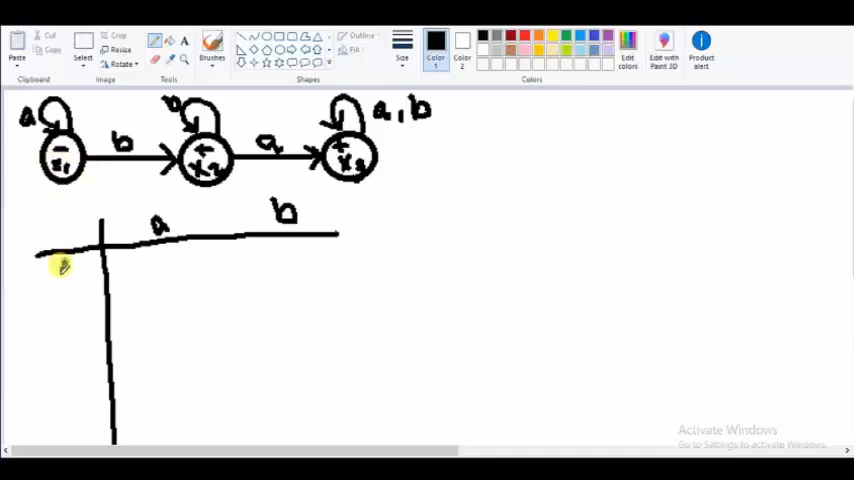 Paste
Cut
Copy
Clipboard
Select
Crop
Resize
Rotate
Image
A
Tools
Brushes
Outline
Fill
Shapes
Size
Color 1
Color 2
Colors
Edit colors
Edit with Paint 3D
Product alert
a b a, b
- b + a +
x1 x2 x3
a b
Activate Windows
Go to Settings to activate Windows.